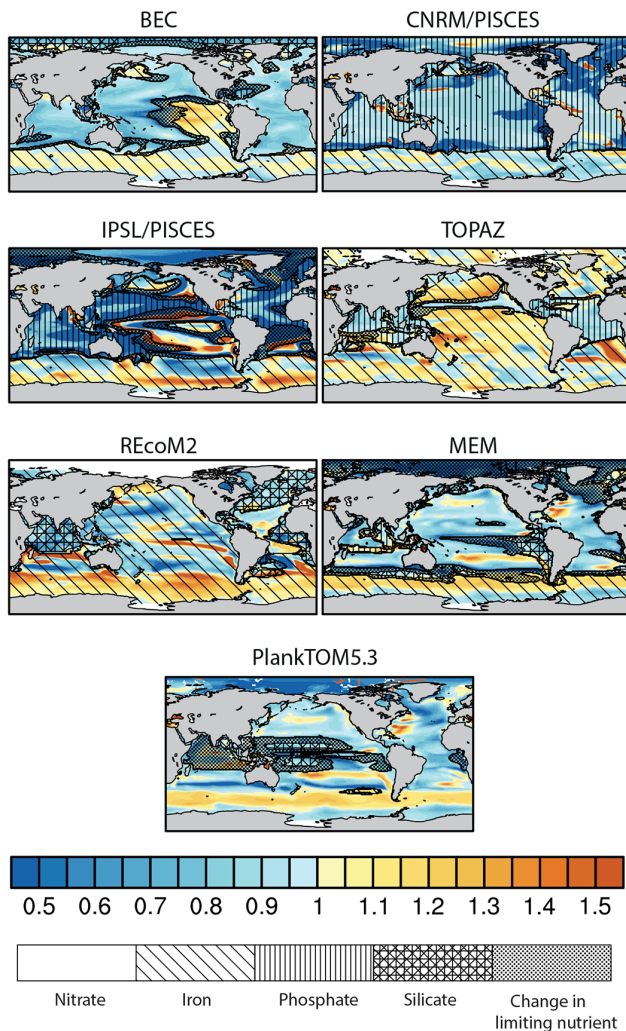 BEC CNRM/PISCES
IPSL/PISCES TOPAZ
REcoM2 MEM
PlankTOM5.3
0.5 0.6 0.7 0.8 0.9 1 1.1 1.2 1.3 1.4 1.5
Nitrate Iron Phosphate Silicate Change in
limiting nutrient